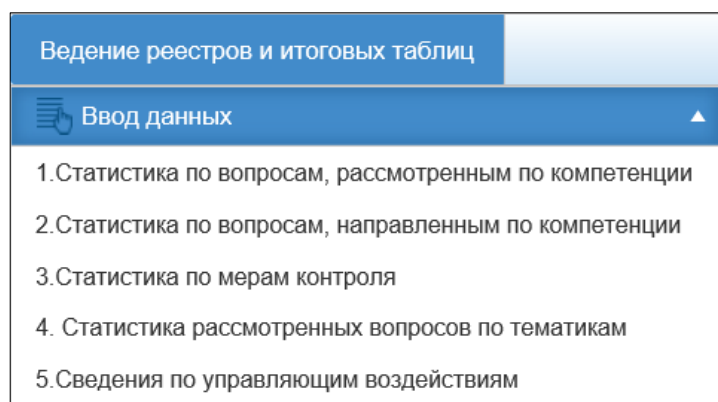 Ведение реестров и итоговых таблиц
Ввод данных
1.Статистика по вопросам, рассмотренным по компетенции
2.Статистика по вопросам, направленным по компетенции
3.Статистика по мерам контроля
4. Статистика рассмотренных вопросов по тематикам
5.Сведения по управляющим воздействиям